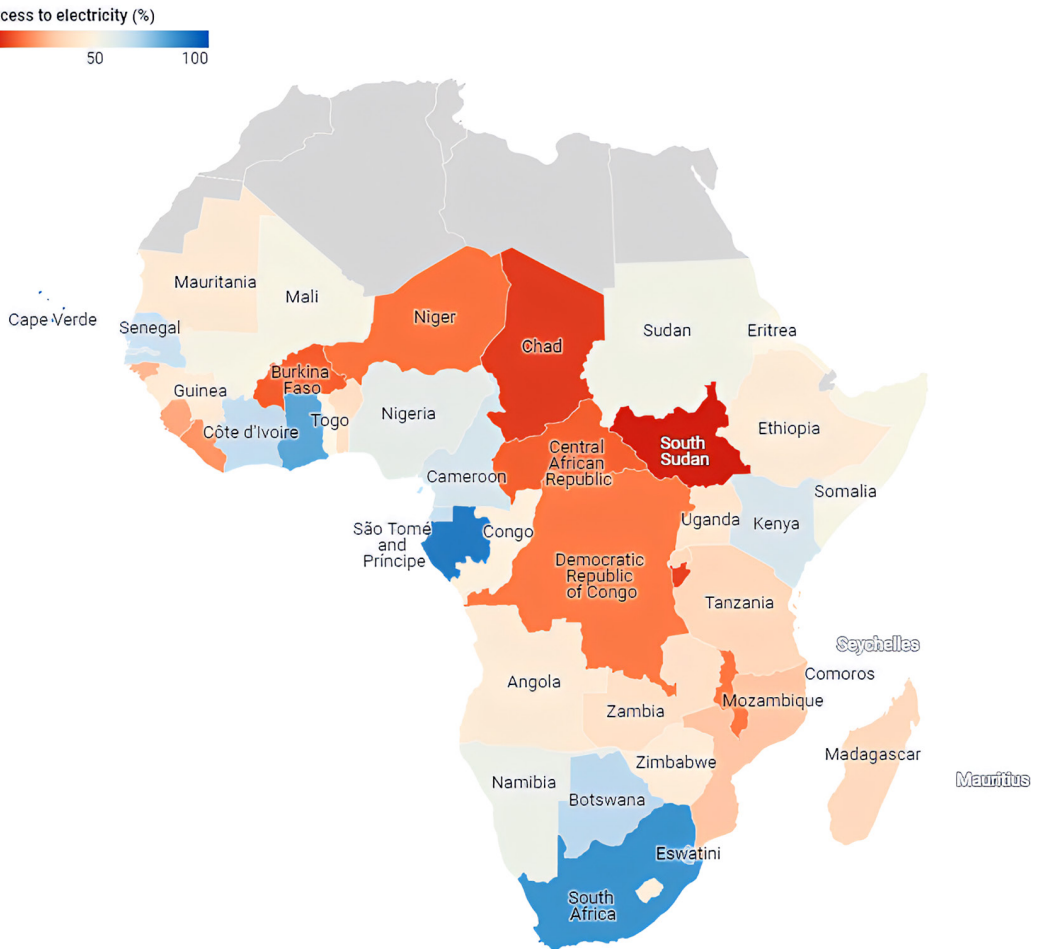 cess to electricity (%)
50 100
Mauritania
Mali
Niger
Chad
Sudan
Eritrea
Cape Verde
Senegal
Burkina
Faso
Guinea
Togo
Nigeria
Côte d'Ivoire
Ethiopia
Central
African
Republic
South
Sudan
Cameroon
Somalia
São Tomé
and
Príncipe
Congo
Uganda
Kenya
Democratic
Republic
of Congo
Tanzania
Seychelles
Comoros
Angola
Zambia
Mozambique
Madagascar
Mauritius
Zimbabwe
Namibia
Botswana
Eswatini
South
Africa